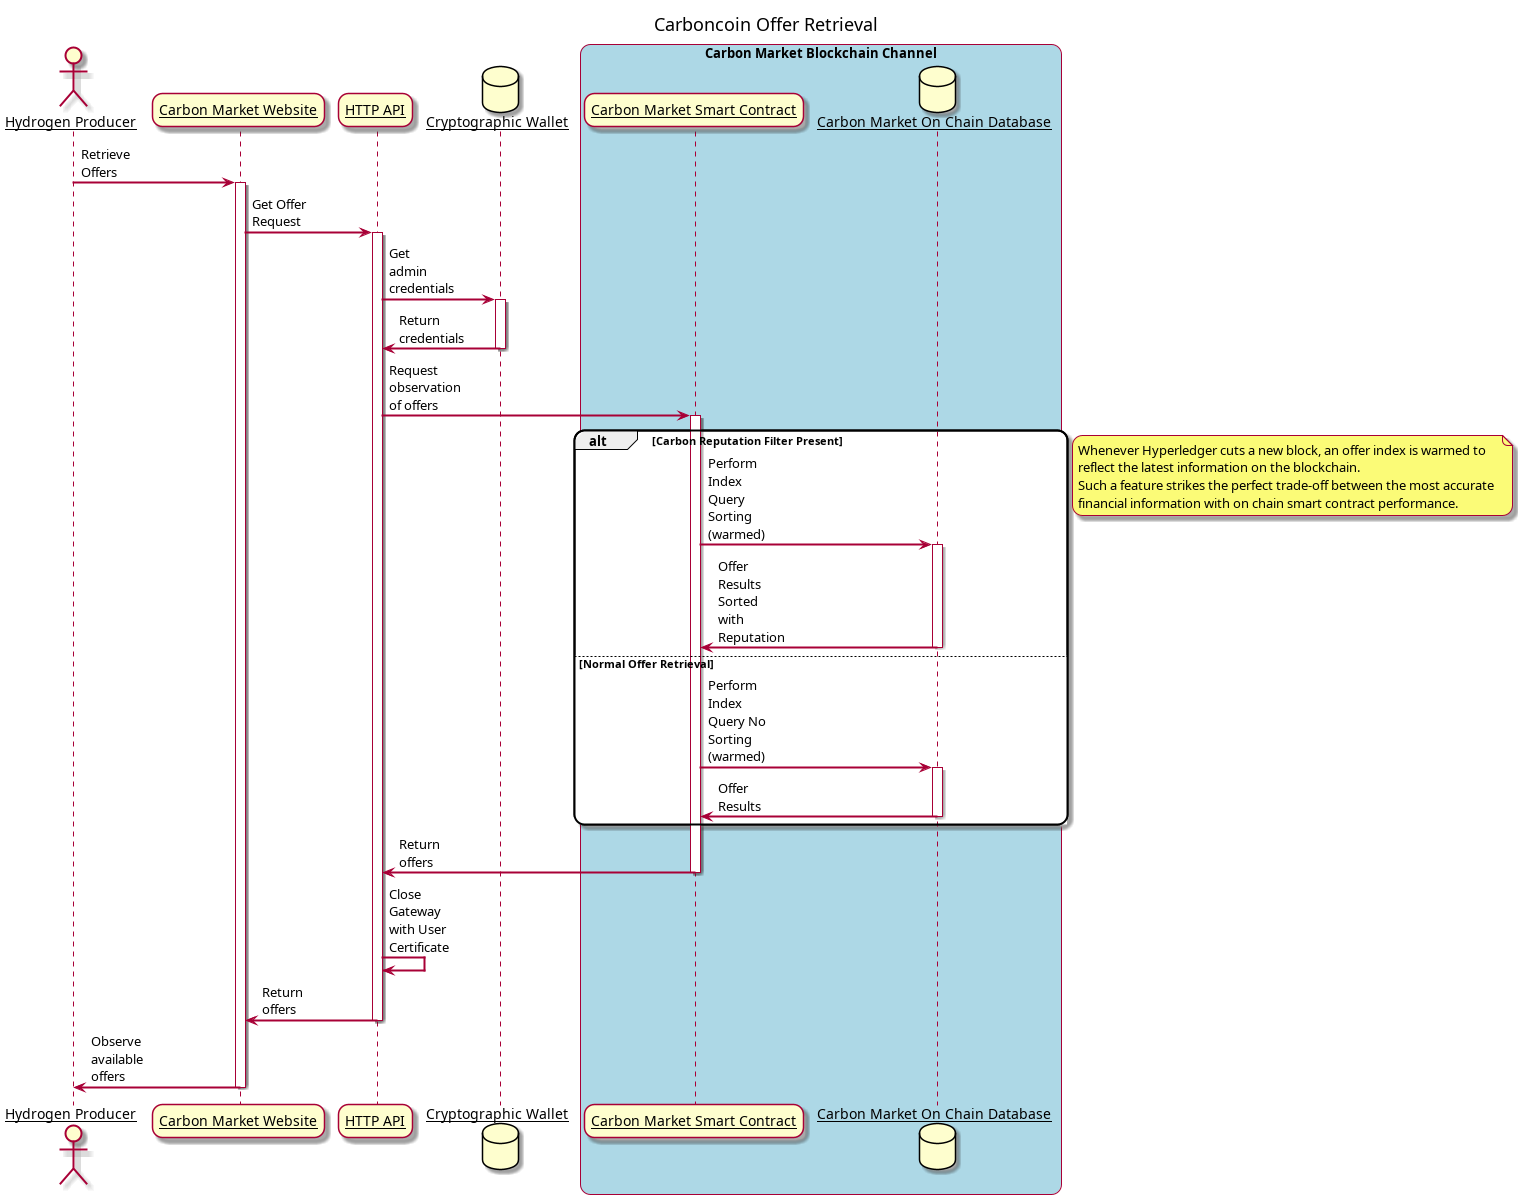 Carboncoin Offer Retrieval
Carbon Market Blockchain Channel
Hydrogen Producer
Carbon Market Website
HTTP API
Cryptographic Wallet
Carbon Market Smart Contract
Carbon Market On Chain Database
Retrieve
Offers
Get Offer
Request
Get
admin
credentials
Return
credentials
Request
observation
of offers
alt
[Carbon Reputation Filter Present]
Whenever Hyperledger cuts a new block, an offer index is warmed to
reflect the latest information on the blockchain.
Such a feature strikes the perfect trade-off between the most accurate
financial information with on chain smart contract performance.
Perform
Index
Query
Sorting
(warmed)
Offer
Results
Sorted
with
Reputation
[Normal Offer Retrieval]
Perform
Index
Query No
Sorting
(warmed)
Offer
Results
Return
offers
Close
Gateway
with User
Certificate
Return
offers
Observe
available
offers
Hydrogen Producer
Carbon Market Website
HTTP API
Cryptographic Wallet
Carbon Market Smart Contract
Carbon Market On Chain Database